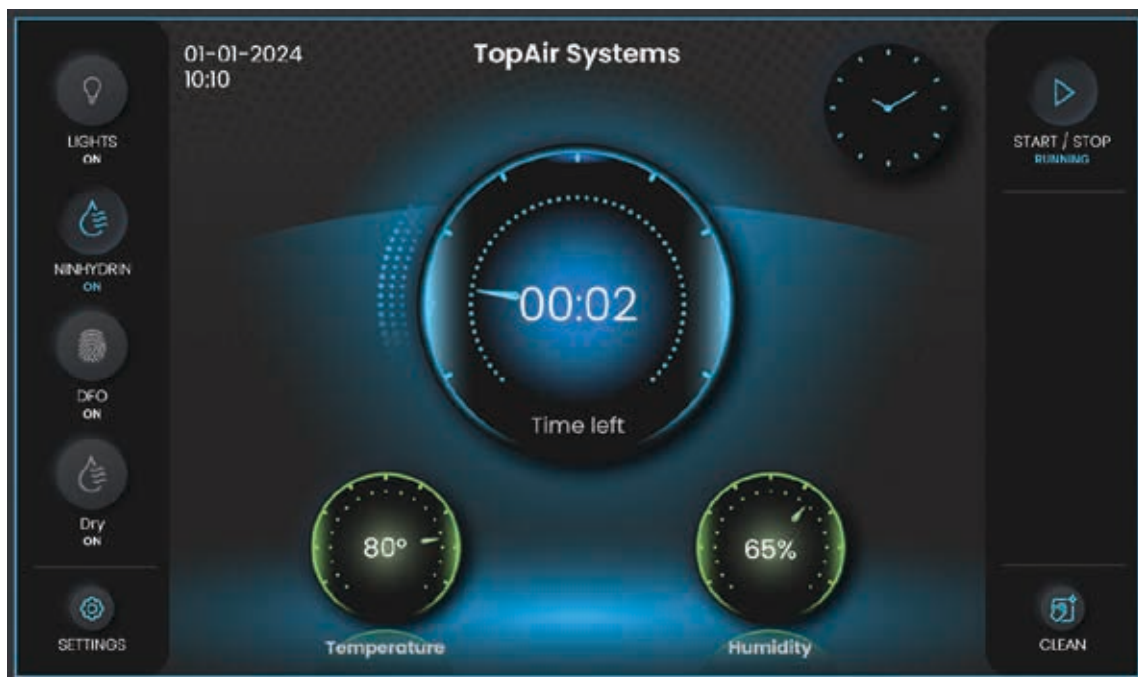 01-01-2024
10:10
TopAir Systems
LIGHTS
ON
NINHYDRIN
ON
DFO
ON
Dry
ON
SETTINGS
00:02
Time left
80°
Temperature
65%
Humidity
START / STOP
RUNNING
CLEAN